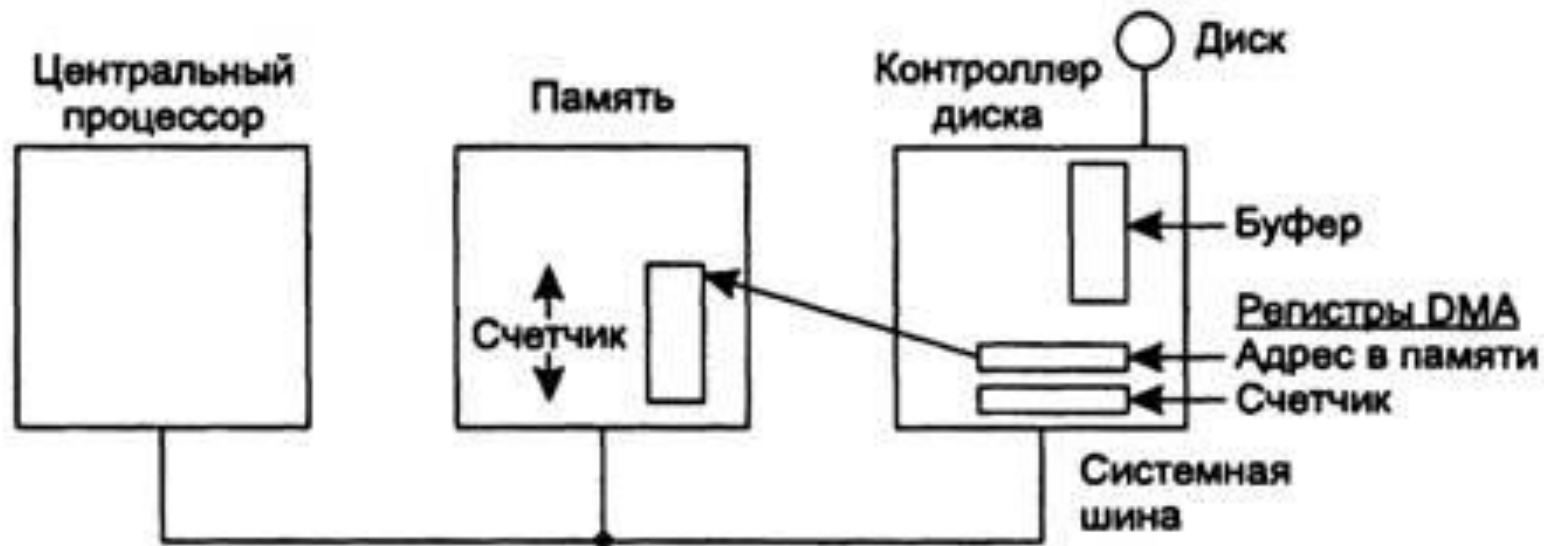 Центральный
процессор
Память
Контроллер
диска
Диск
Буфер
Счетчик
Регистры DMA
Адрес в памяти
Счетчик
Системная
шина